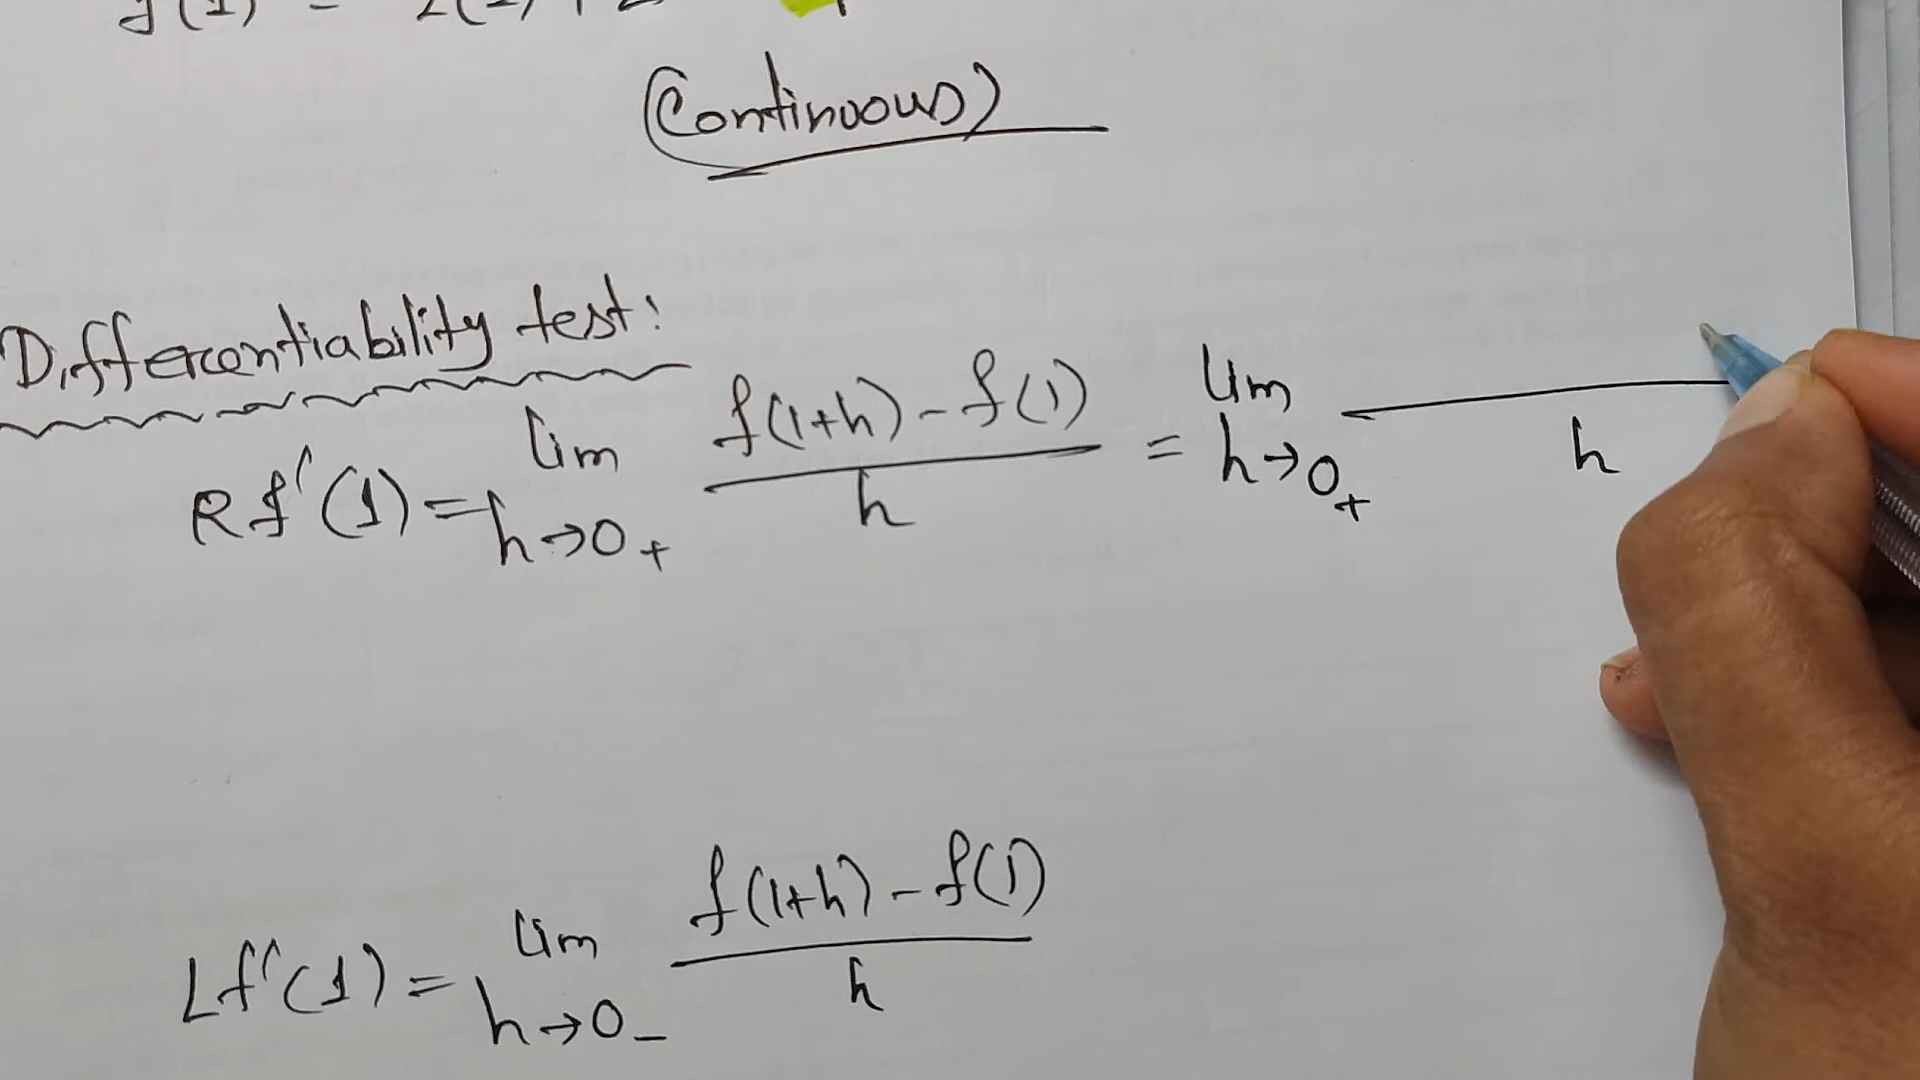 (Continuous)
Differentiability test:
Rf'(1) = lim h→0+ f(1+h) - f(1) / h = lim h→0+ / h
Lf'(1) = lim h→0- f(1+h) - f(1) / h